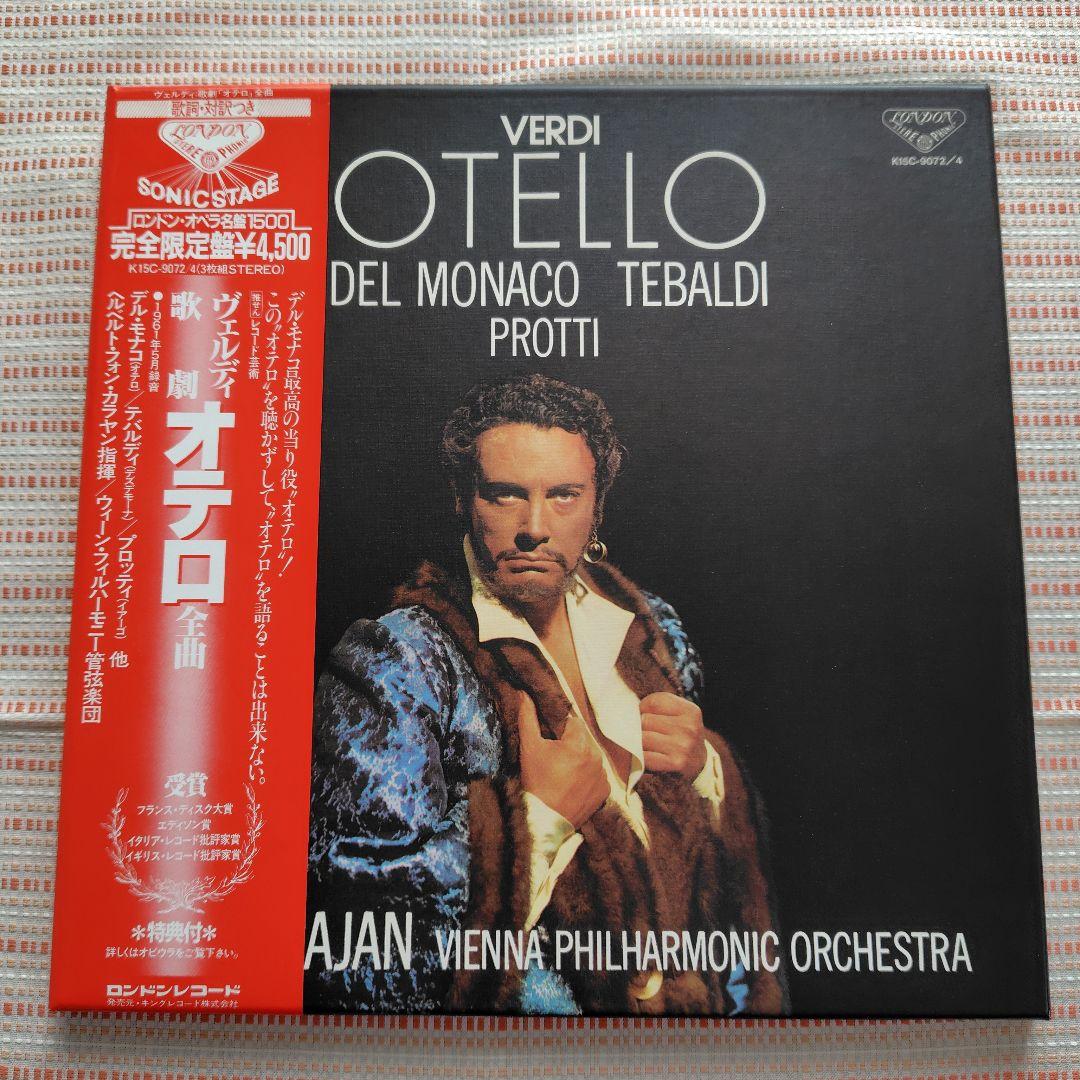 ヴェルディ:歌劇「オテロ」全曲
歌詞・対訳つき
LONDON
STEREO PHONIC
SONICSTAGE
ロンドン・オペラ名盤1500
完全限定盤¥4,500
K15C-9072/4(3枚組STEREO)
デル・モナコ最高の当り役“オテロ”!
この“オテロ”を聴かずして、“オテロ”を語ることは出来ない。
推せん レコード芸術
ヴェルディ
歌劇
オテロ全曲
●1961年5月録音
デル・モナコ(オテロ)/テバルディ(デズデモーナ)/プロッティ(イアーゴ)他
ヘルベルト・フォン・カラヤン指揮/ウィーン・フィルハーモニー管弦楽団
受賞
フランス・ディスク大賞
エディソン賞
イタリア・レコード批評家賞
イギリス・レコード批評家賞
*特典付*
詳しくはオビウラをご覧下さい。
ロンドンレコード
発売元・キングレコード株式会社
VERDI
OTELLO
DEL MONACO TEBALDI
PROTTI
LONDON
STEREO PHONIC
K15C-9072/4
AJAN VIENNA PHILHARMONIC ORCHESTRA